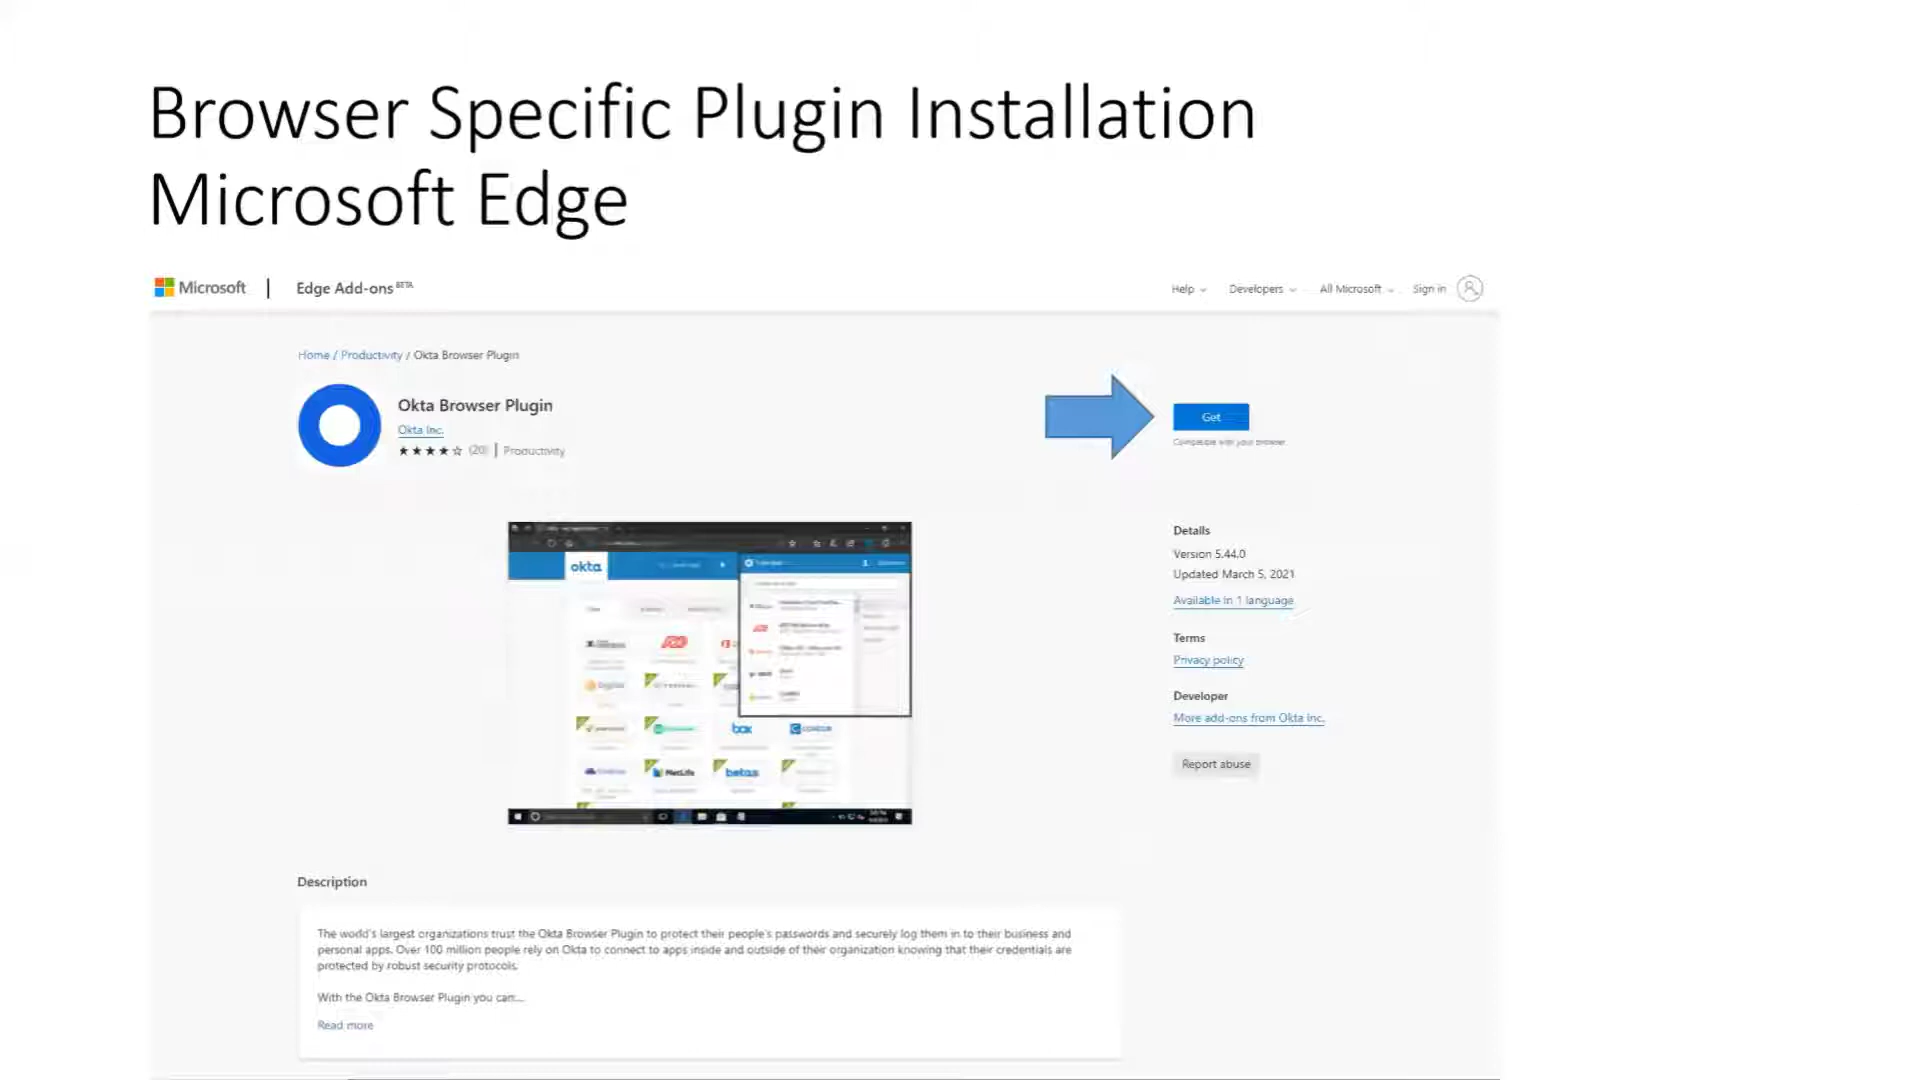 Browser Specific Plugin Installation
Microsoft Edge
Microsoft | Edge Add-ons BETA
Help Developers All Microsoft Sign in
Home / Productivity / Okta Browser Plugin
Okta Browser Plugin
Okta Inc.
(20) | Productivity
Get
Compatible with your browser
okta
box
CONCUR
MetLife
Details
Version 5.44.0
Updated March 5, 2021
Available in 1 language
Terms
Privacy policy
Developer
More add-ons from Okta Inc.
Report abuse
Description
The world's largest organizations trust the Okta Browser Plugin to protect their people's passwords and securely log them in to their business and
personal apps. Over 100 million people rely on Okta to connect to apps inside and outside of their organization knowing that their credentials are
protected by robust security protocols.
With the Okta Browser Plugin you can:...
Read more